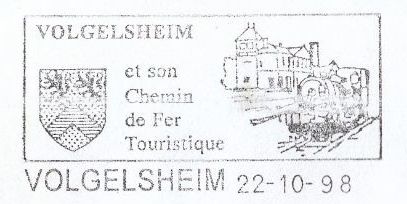 VOLGELSHEIM
et son
Chemin
de Fer
Touristique
VOLGELSHEIM 22-10-98